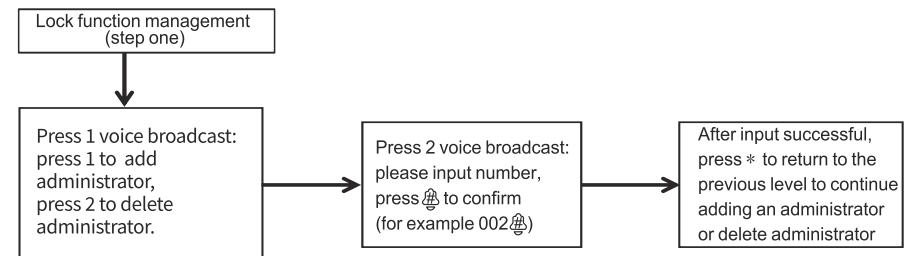 Lock function management
(step one)
Press 1 voice broadcast:
press 1 to add
administrator,
press 2 to delete
administrator.
Press 2 voice broadcast:
please input number,
press # to confirm
(for example 002#)
After input successful,
press * to return to the
previous level to continue
adding an administrator
or delete administrator